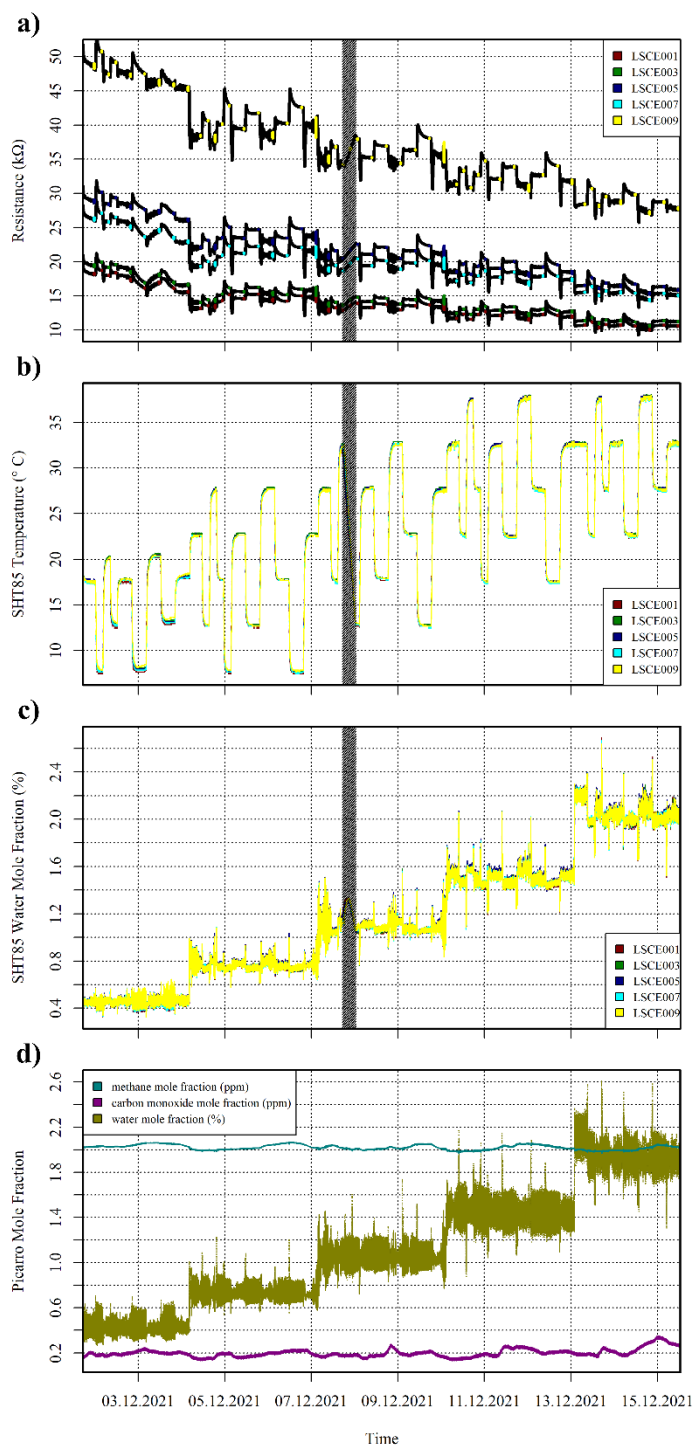 a)
Resistance (kΩ)
50
45
40
35
30
25
20
15
10
LSCE001
LSCE003
LSCE005
LSCE007
LSCE009
b)
SHT85 Temperature (° C)
35
30
25
20
15
10
LSCE001
LSCE003
LSCE005
LSCE007
LSCE009
c)
SHT85 Water Mole Fraction (%)
2.4
2.0
1.6
1.2
0.8
0.4
LSCE001
LSCE003
LSCE005
LSCE007
LSCE009
d)
Picarro Mole Fraction
2.6
2.2
1.8
1.4
1.0
0.6
0.2
methane mole fraction (ppm)
carbon monoxide mole fraction (ppm)
water mole fraction (%)
03.12.2021 05.12.2021 07.12.2021 09.12.2021 11.12.2021 13.12.2021 15.12.2021
Time